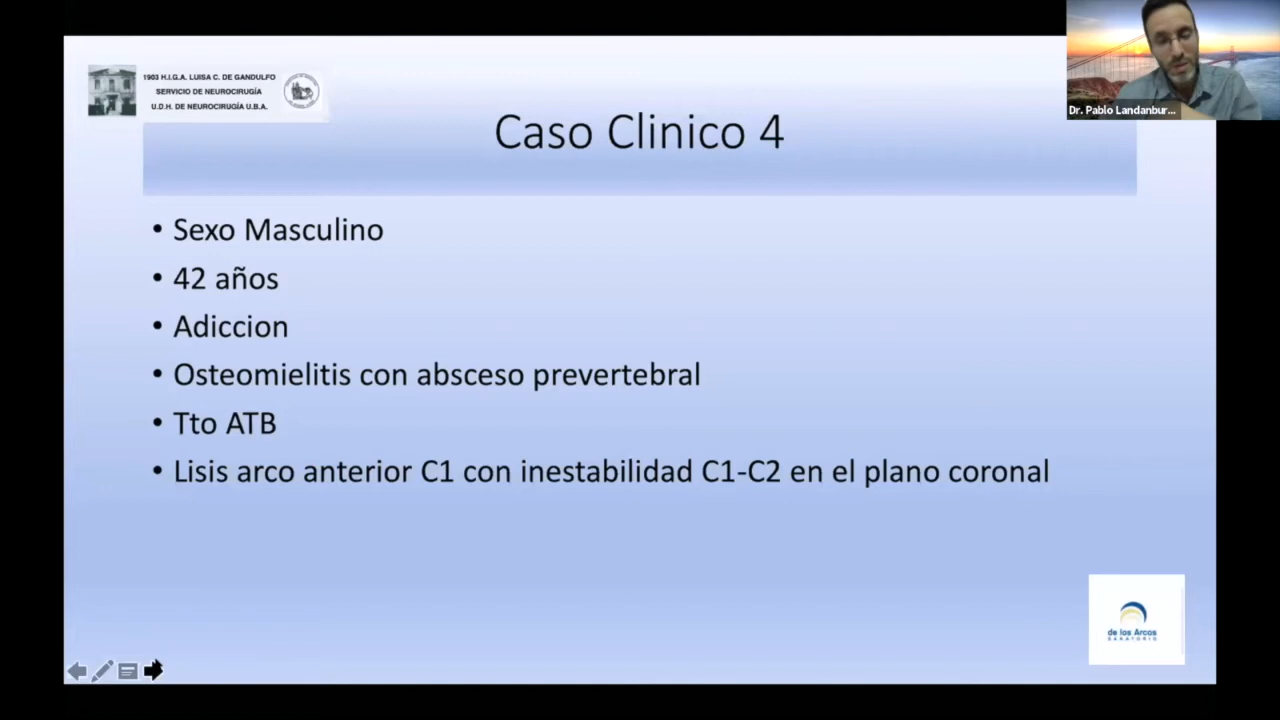 1903 H.I.G.A. LUISA C. DE GANDULFO
SERVICIO DE NEUROCIRUGÍA
U.D.H. DE NEUROCIRUGÍA U.B.A.
Dr. Pablo Landanbur...
Caso Clinico 4
• Sexo Masculino
• 42 años
• Adiccion
• Osteomielitis con absceso prevertebral
• Tto ATB
• Lisis arco anterior C1 con inestabilidad C1-C2 en el plano coronal
de los Arcos
SANATORIO